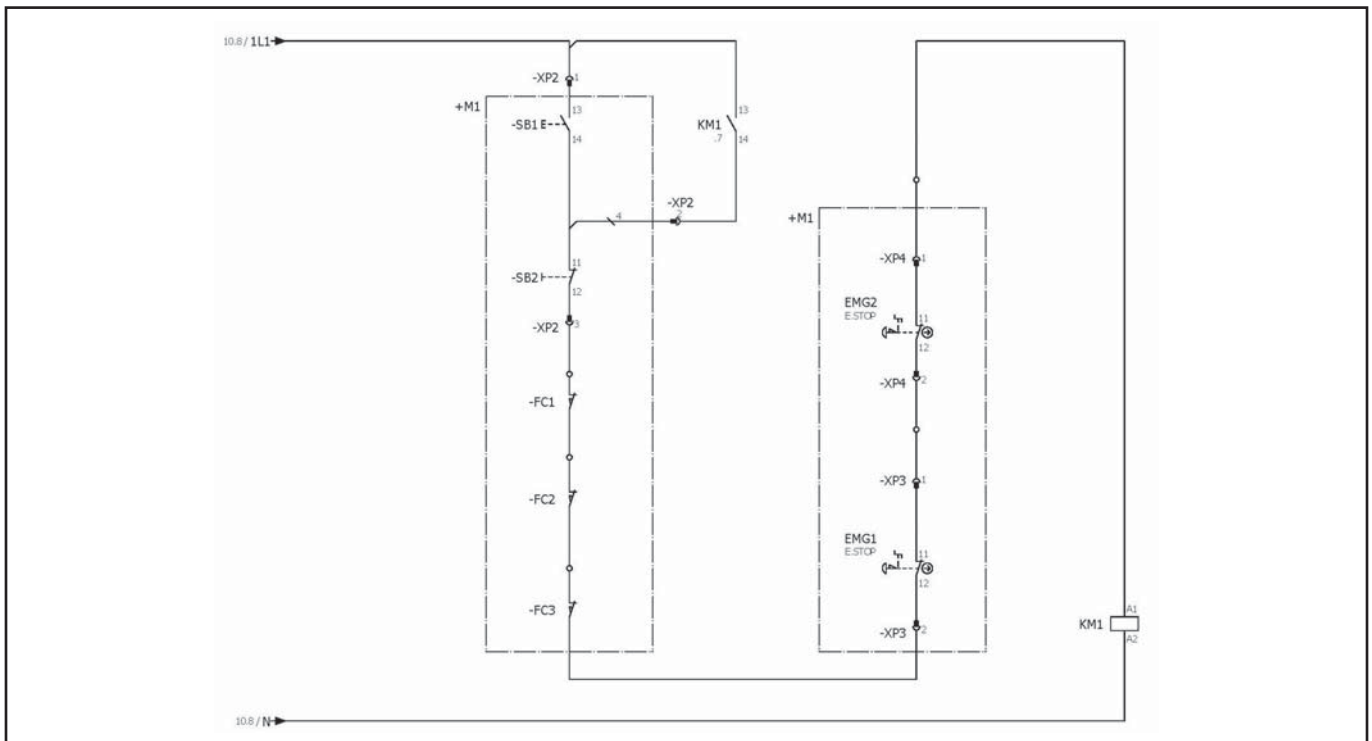 10.8 / 1L1
-XP2 1
+M1
13
-SB1
14
13
KM1
.7
14
-XP2
4
2
11
-SB2
12
-XP2 3
-FC1
-FC2
-FC3
10.8 / N
+M1
-XP4 1
EMG2
E.STOP
11
12
-XP4 2
-XP3 1
EMG1
E.STOP
11
12
-XP3 2
A1
KM1
A2